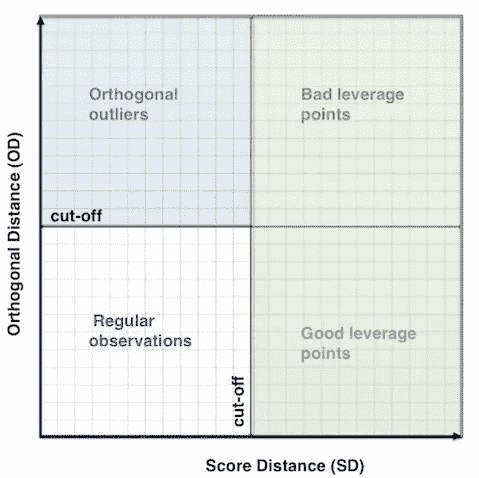 Orthogonal
outliers
Bad leverage
points
cut-off
Regular
observations
Good leverage
points
cut-off
Orthogonal Distance (OD)
Score Distance (SD)